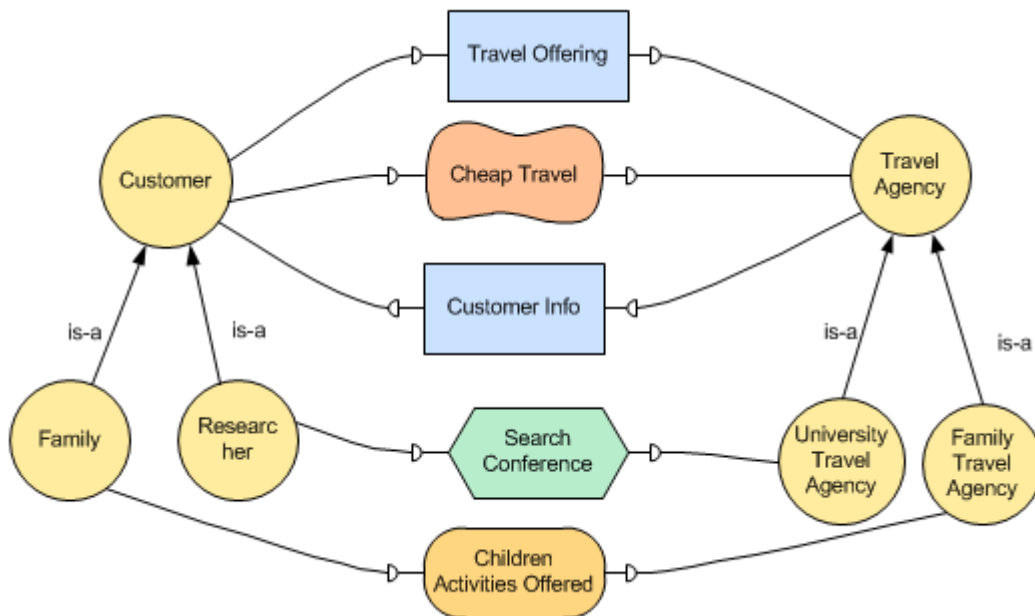 Travel Offering
Customer
Cheap Travel
Travel
Agency
Customer Info
is-a
is-a
is-a
is-a
Family
Researc
her
Search
Conference
University
Travel
Agency
Family
Travel
Agency
Children
Activities Offered